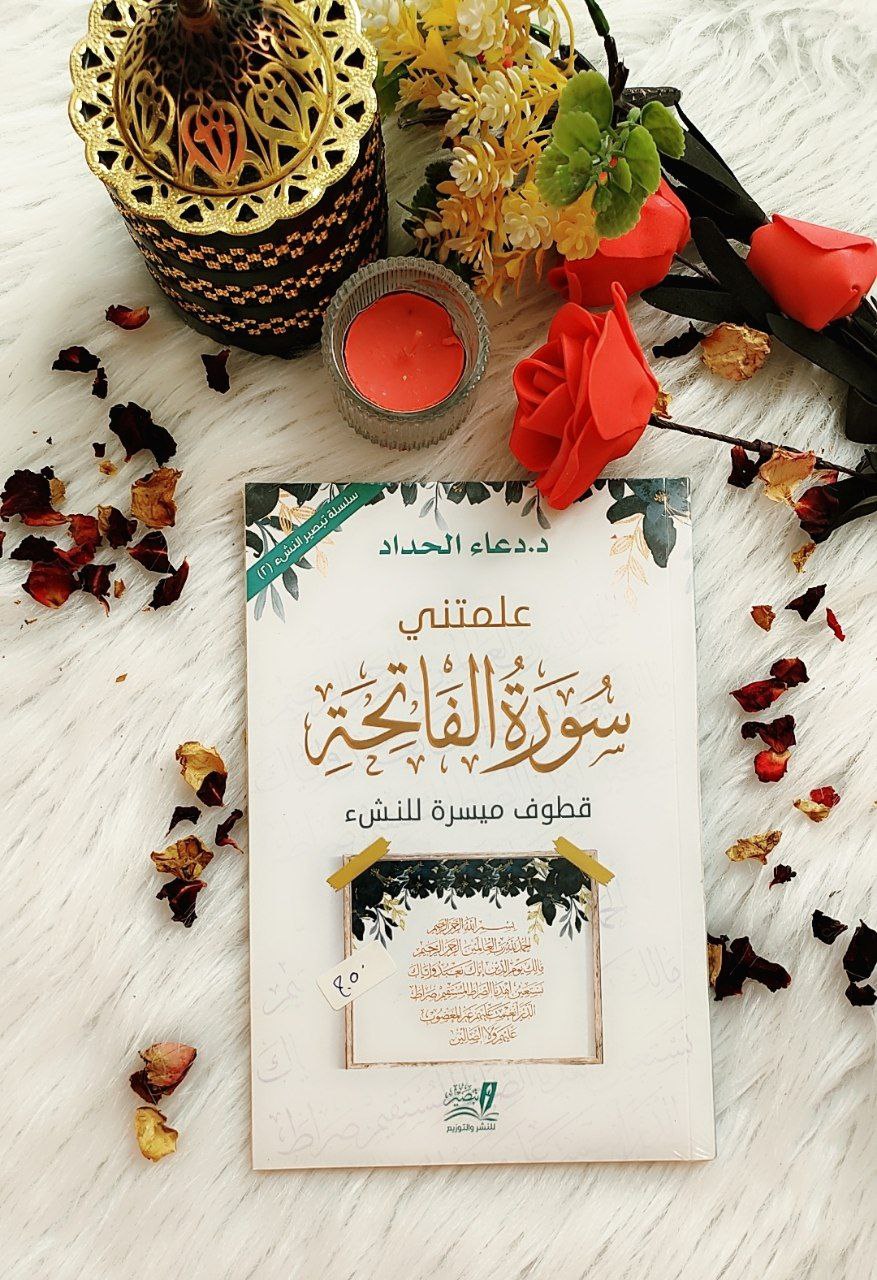 سلسلة تبصير النشء (٢)
د.دعاء الحداد
علمتني
سُورَةُ الفَاتِحَةِ
قطوف ميسرة للنشء
بسم الله الرحمن الرحيم
الحمد لله رب العالمين الرحمن الرحيم
مالك يوم الدين إياك نعبد وإياك
نستعين اهدنا الصراط المستقيم صراط
الذين أنعمت عليهم غير المغضوب
عليهم ولا الضالين
تبصير
للنشر والتوزيع